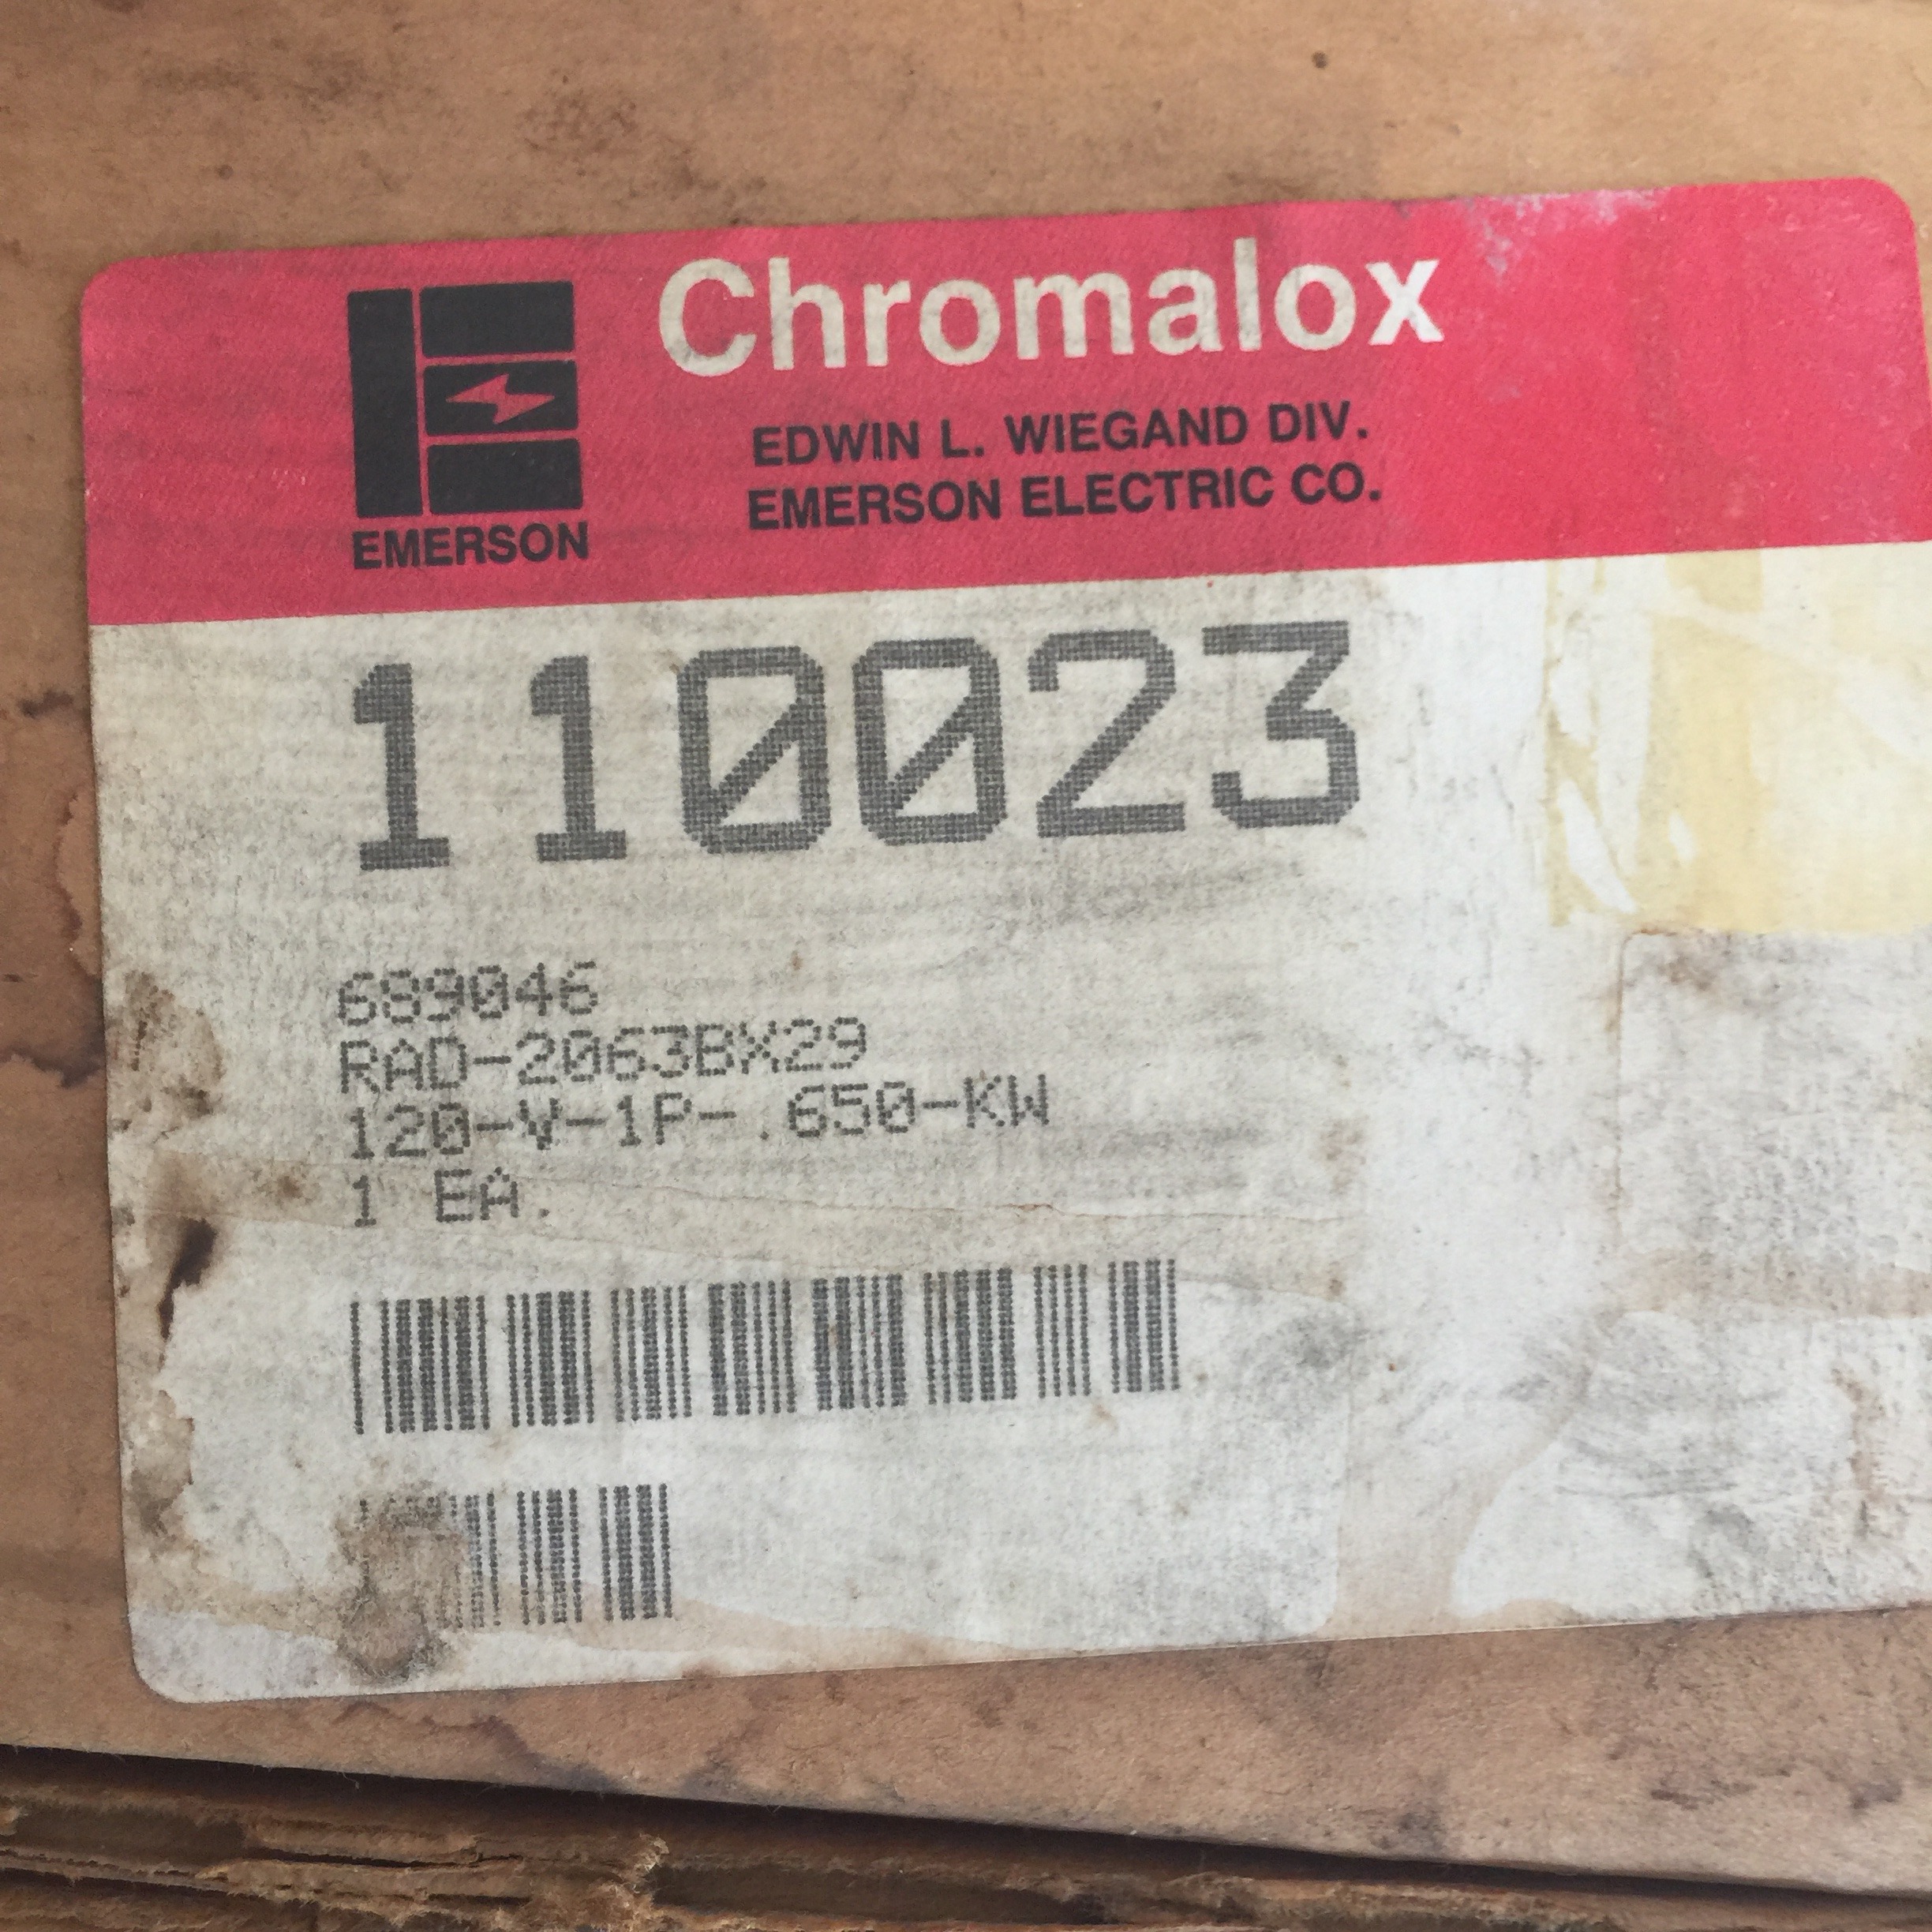 Chromalox
EDWIN L. WIEGAND DIV.
EMERSON ELECTRIC CO.
EMERSON
110023
689046
RAD-2063BX29
120-V-1P-.650-KW
1 EA.